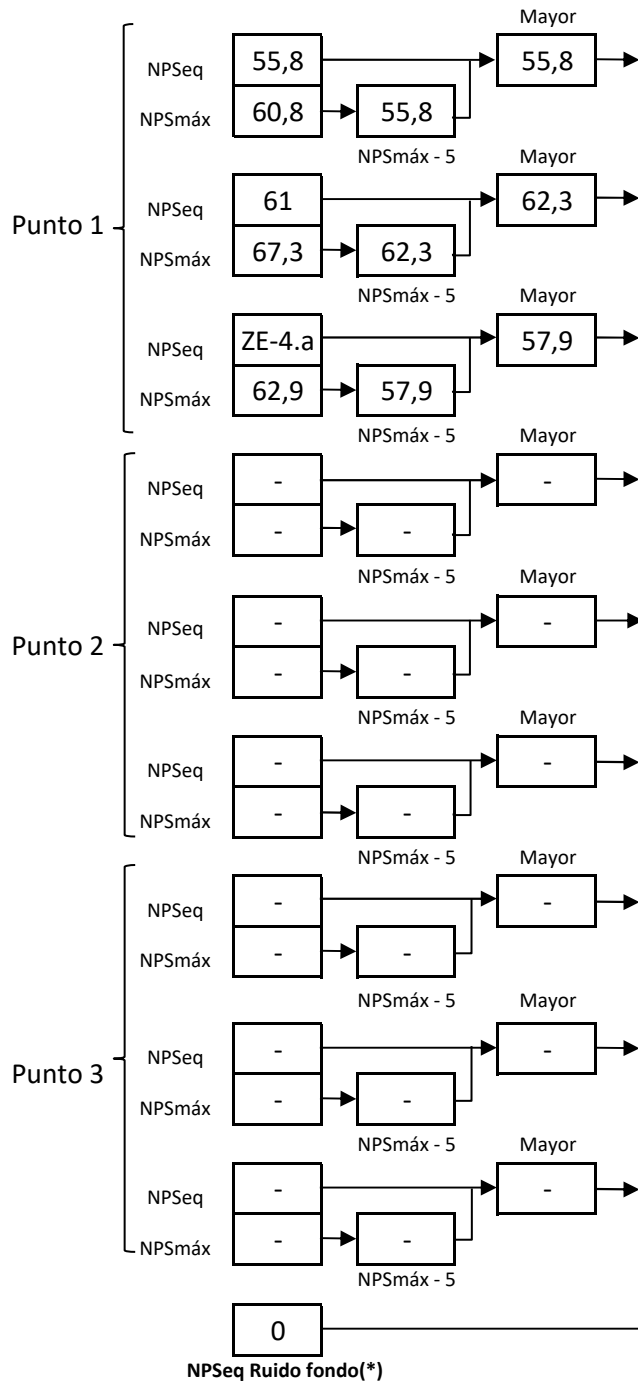 Mayor
NPSeq 55,8 55,8
NPSmáx 60,8 55,8
NPSmáx - 5
Mayor
Punto 1
NPSeq 61 62,3
NPSmáx 67,3 62,3
NPSmáx - 5
Mayor
NPSeq ZE-4.a 57,9
NPSmáx 62,9 57,9
NPSmáx - 5
Mayor
NPSeq - -
NPSmáx - -
NPSmáx - 5
Mayor
Punto 2
NPSeq - -
NPSmáx - -
NPSmáx - 5
Mayor
NPSeq - -
NPSmáx - -
NPSmáx - 5
Mayor
NPSeq - -
NPSmáx - -
NPSmáx - 5
Mayor
Punto 3
NPSeq - -
NPSmáx - -
NPSmáx - 5
Mayor
NPSeq - -
NPSmáx - -
NPSmáx - 5
0
NPSeq Ruido fondo(*)